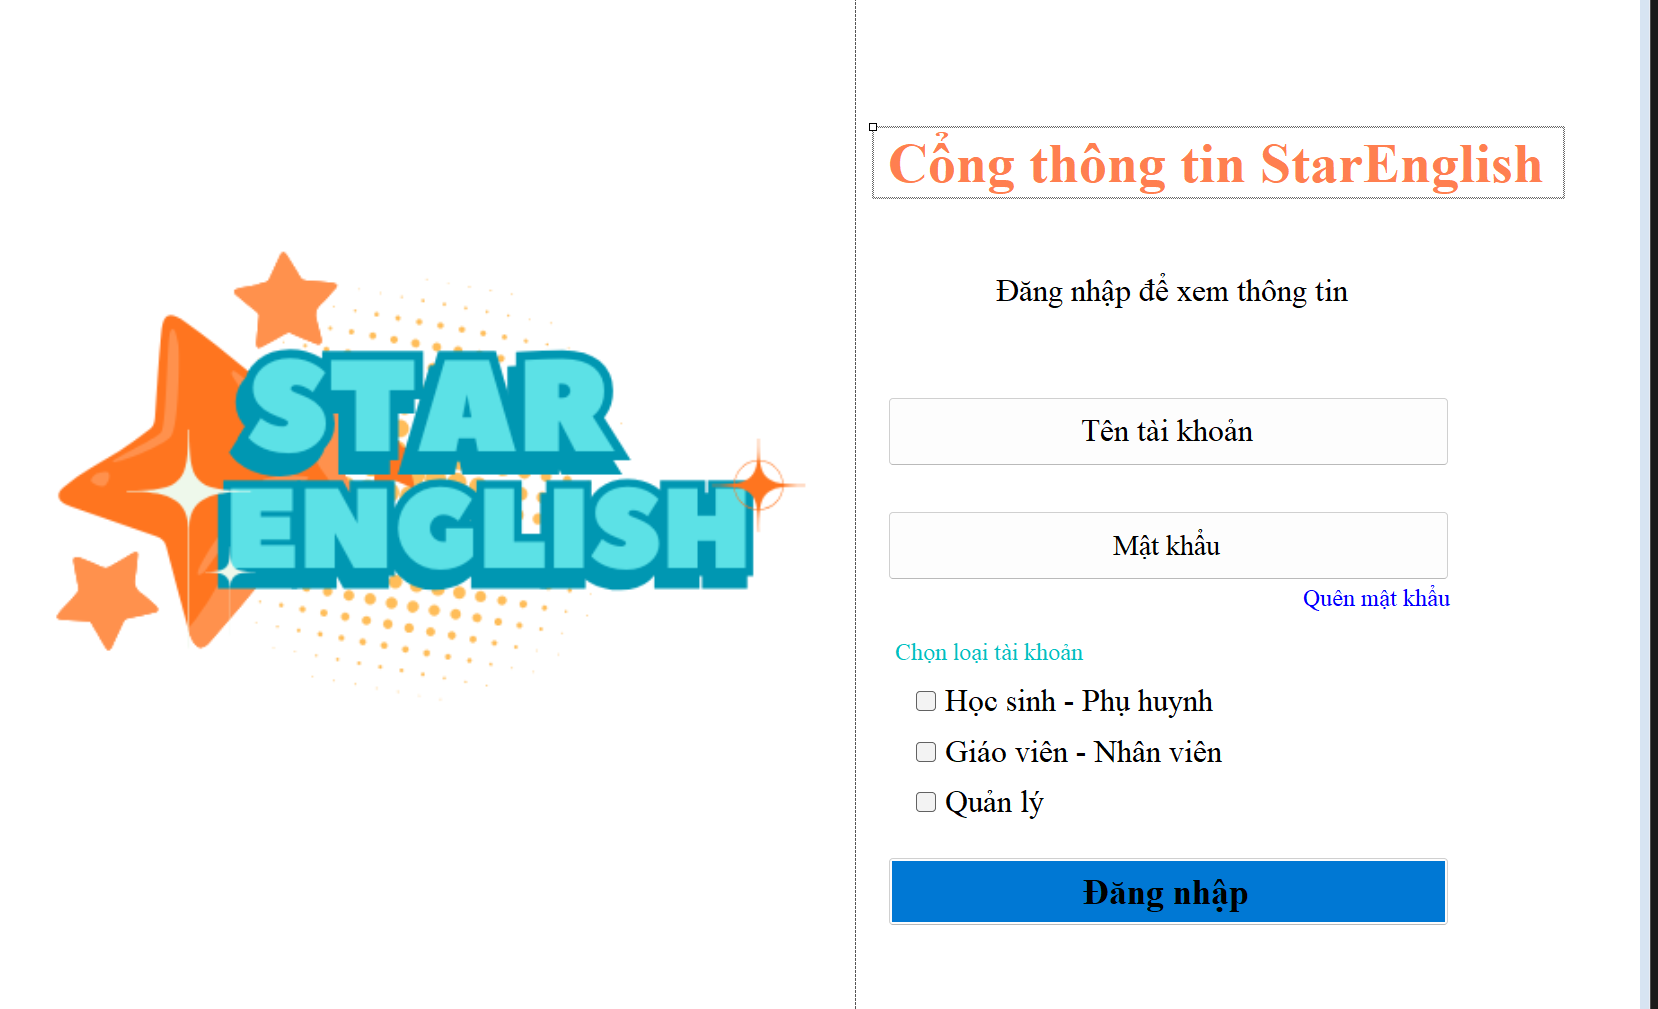 STAR
ENGLISH
Cổng thông tin StarEnglish
Đăng nhập để xem thông tin
Tên tài khoản
Mật khẩu
Quên mật khẩu
Chọn loại tài khoản
Học sinh - Phụ huynh
Giáo viên - Nhân viên
Quản lý
Đăng nhập